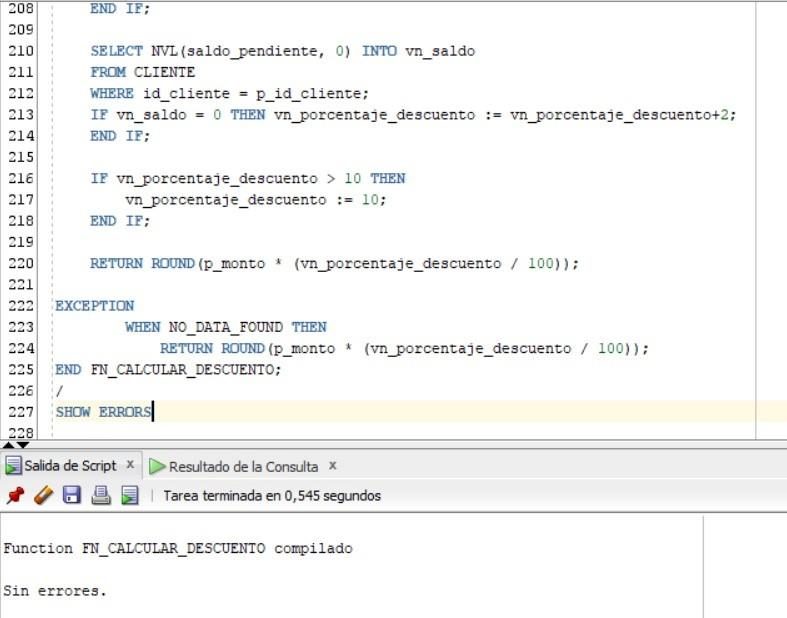 208 END IF;
209
210 SELECT NVL(saldo_pendiente, 0) INTO vn_saldo
211 FROM CLIENTE
212 WHERE id_cliente = p_id_cliente;
213 IF vn_saldo = 0 THEN vn_porcentaje_descuento := vn_porcentaje_descuento+2;
214 END IF;
215
216 IF vn_porcentaje_descuento > 10 THEN
217 vn_porcentaje_descuento := 10;
218 END IF;
219
220 RETURN ROUND(p_monto * (vn_porcentaje_descuento / 100));
221
222 EXCEPTION
223 WHEN NO_DATA_FOUND THEN
224 RETURN ROUND(p_monto * (vn_porcentaje_descuento / 100));
225 END FN_CALCULAR_DESCUENTO;
226 /
227 SHOW ERRORS
228
Salida de Script x Resultado de la Consulta x
Tarea terminada en 0,545 segundos
Function FN_CALCULAR_DESCUENTO compilado
Sin errores.